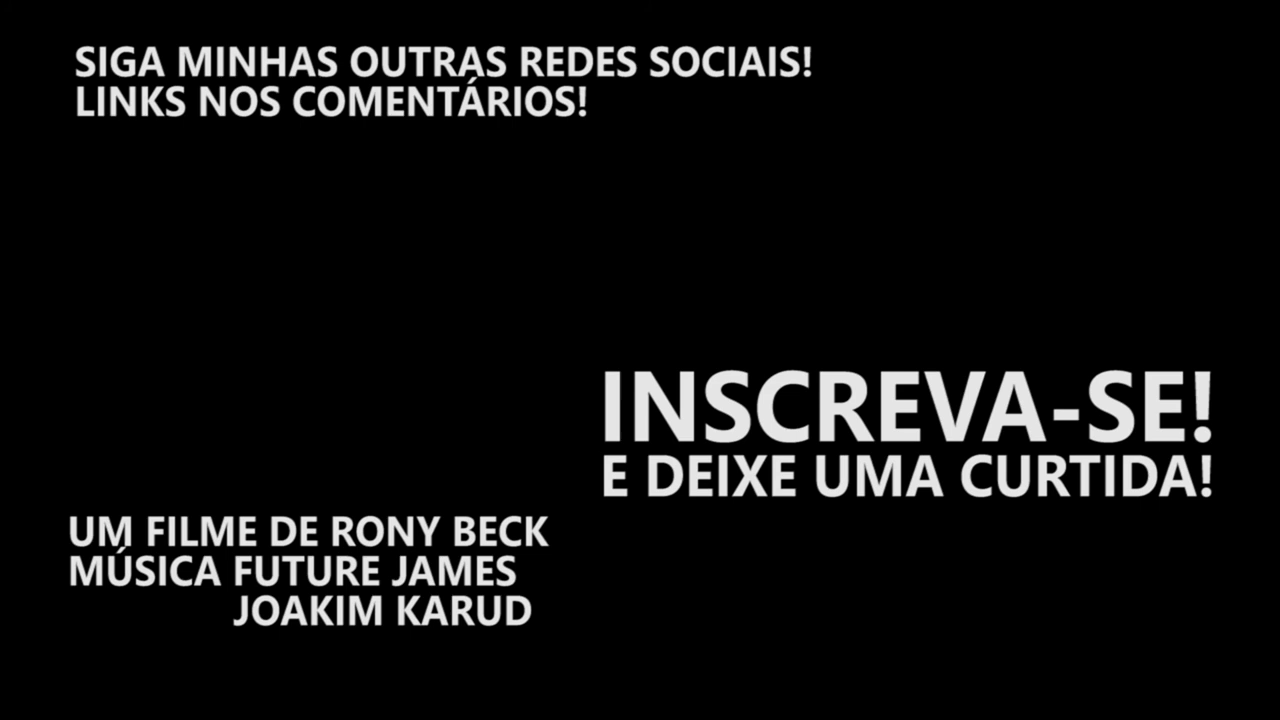 SIGA MINHAS OUTRAS REDES SOCIAIS!
LINKS NOS COMENTÁRIOS!
INSCREVA-SE!
E DEIXE UMA CURTIDA!
UM FILME DE RONY BECK
MÚSICA FUTURE JAMES
JOAKIM KARUD